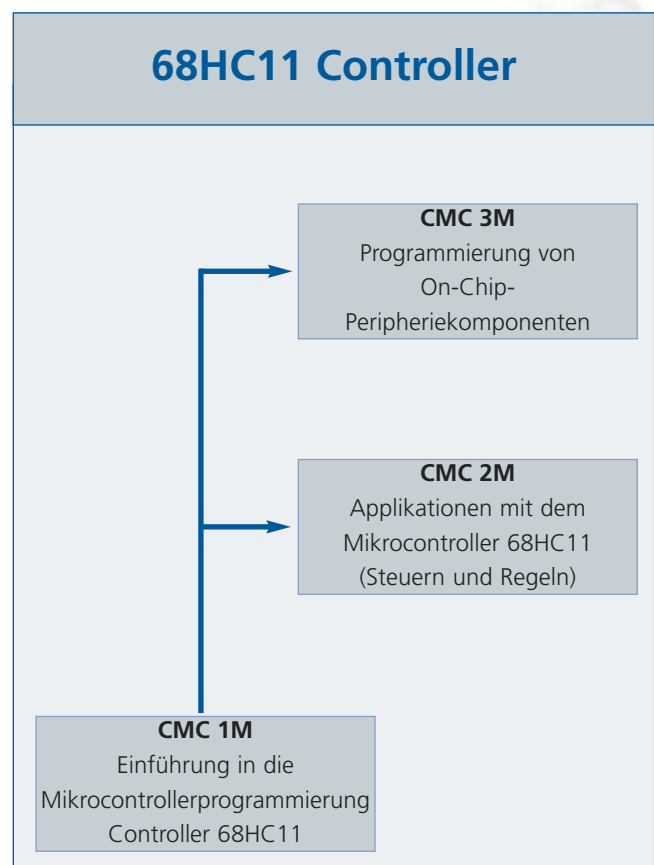 68HC11 Controller
CMC 3M
Programmierung von
On-Chip-
Peripheriekomponenten
CMC 2M
Applikationen mit dem
Mikrocontroller 68HC11
(Steuern und Regeln)
CMC 1M
Einführung in die
Mikrocontrollerprogrammierung
Controller 68HC11